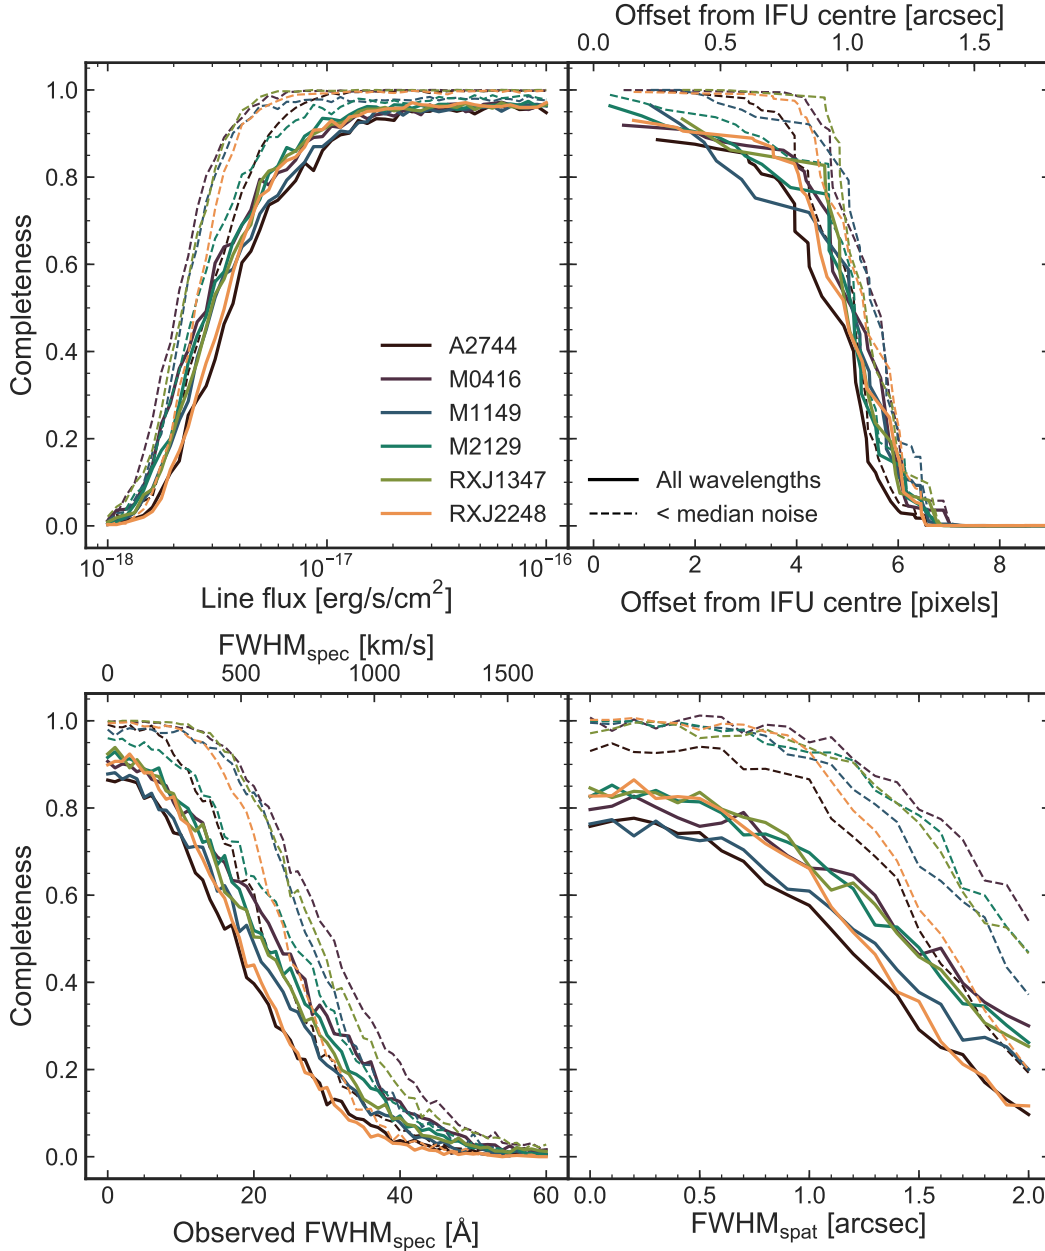 Offset from IFU centre [arcsec]
0.0 0.5 1.0 1.5
1.0
0.8
0.6
0.4
0.2
0.0
Completeness
A2744
M0416
M1149
M2129
RXJ1347
RXJ2248
All wavelengths
< median noise
10⁻¹⁸ 10⁻¹⁷ 10⁻¹⁶
Line flux [erg/s/cm²]
0 2 4 6 8
Offset from IFU centre [pixels]
FWHM_spec [km/s]
0 500 1000 1500
1.0
0.8
0.6
0.4
0.2
0.0
Completeness
0 20 40 60
Observed FWHM_spec [Å]
0.0 0.5 1.0 1.5 2.0
FWHM_spat [arcsec]